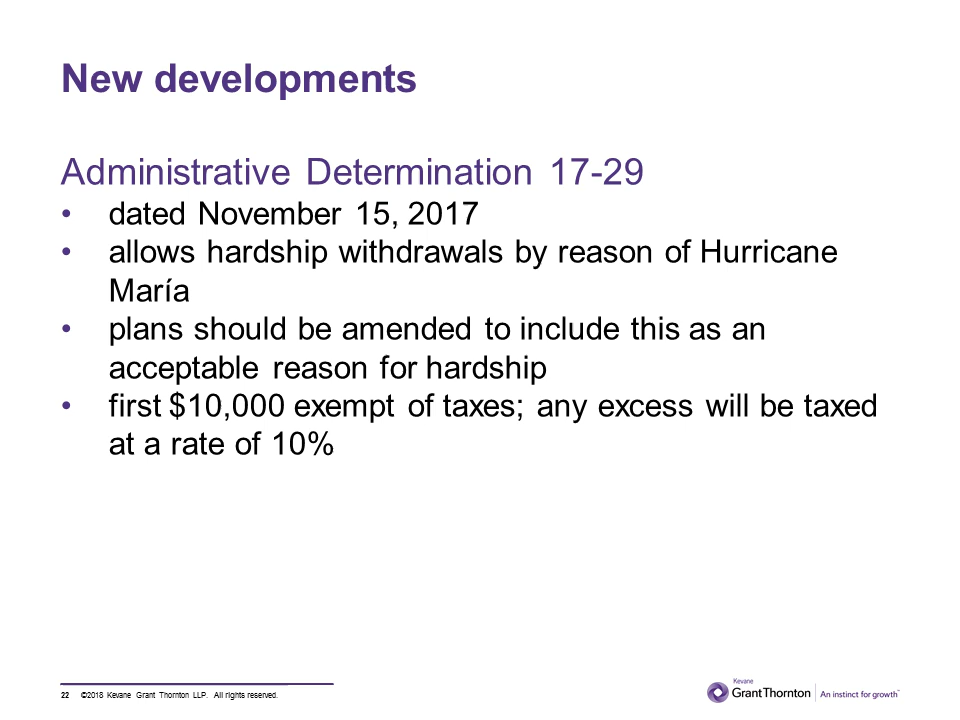 New developments
Administrative Determination 17-29
• dated November 15, 2017
• allows hardship withdrawals by reason of Hurricane
María
• plans should be amended to include this as an
acceptable reason for hardship
• first $10,000 exempt of taxes; any excess will be taxed
at a rate of 10%
22 ©2018 Kevane Grant Thornton LLP. All rights reserved.
Kevane
GrantThornton
An instinct for growth™